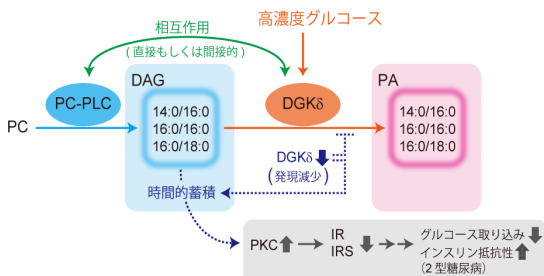 高濃度グルコース
相互作用
(直接もしくは間接的)
DAG
PA
PC-PLC
DGKδ
14:0/16:0
16:0/16:0
16:0/18:0
14:0/16:0
16:0/16:0
16:0/18:0
PC
DGKδ
(発現減少)
時間的蓄積
PKC
IR
IRS
グルコース取り込み
インスリン抵抗性
(2型糖尿病)